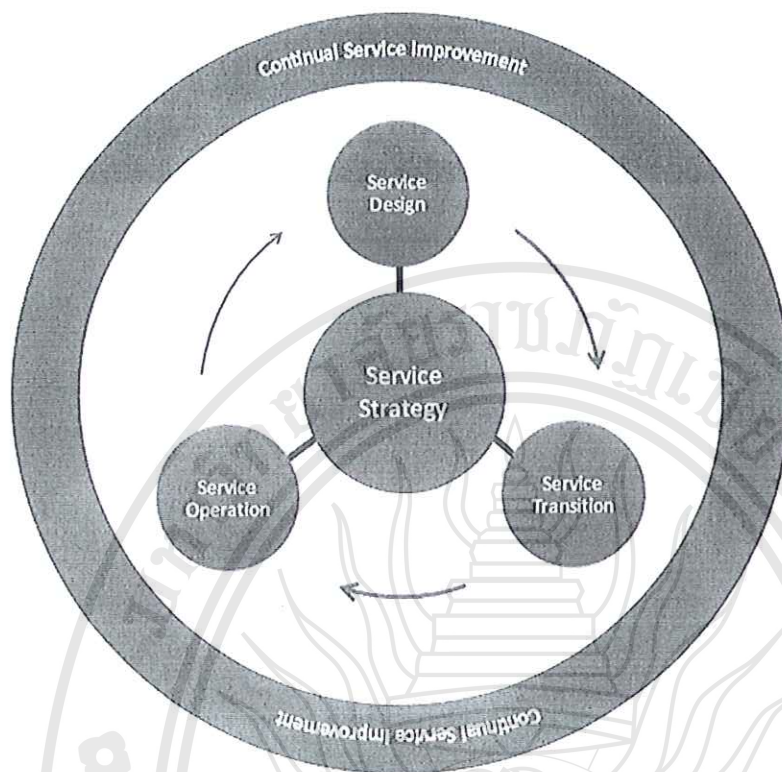 Continual Service Improvement
Service
Design
Service
Strategy
Service
Operation
Service
Transition
Continual Service Improvement